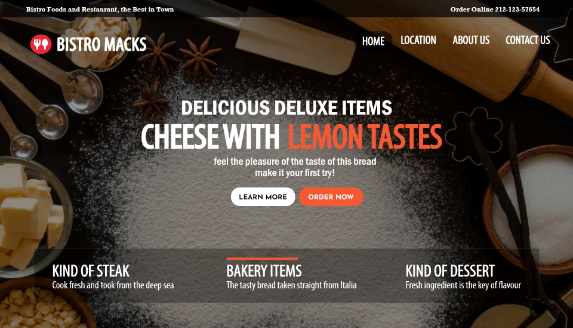 Bistro Foods and Restaurant, the Best in Town
Order Online 212-123-57654
BISTRO MACKS
HOME
LOCATION
ABOUT US
CONTACT US
DELICIOUS DELUXE ITEMS
CHEESE WITH LEMON TASTES
feel the pleasure of the taste of this bread
make it your first try!
LEARN MORE
ORDER NOW
KIND OF STAK
Cook fresh and took from the deep sea
BAKERY ITEMS
The tasty bread taken straight from Italia
KIND OF DESSERT
Fresh ingredient is the key of flavour